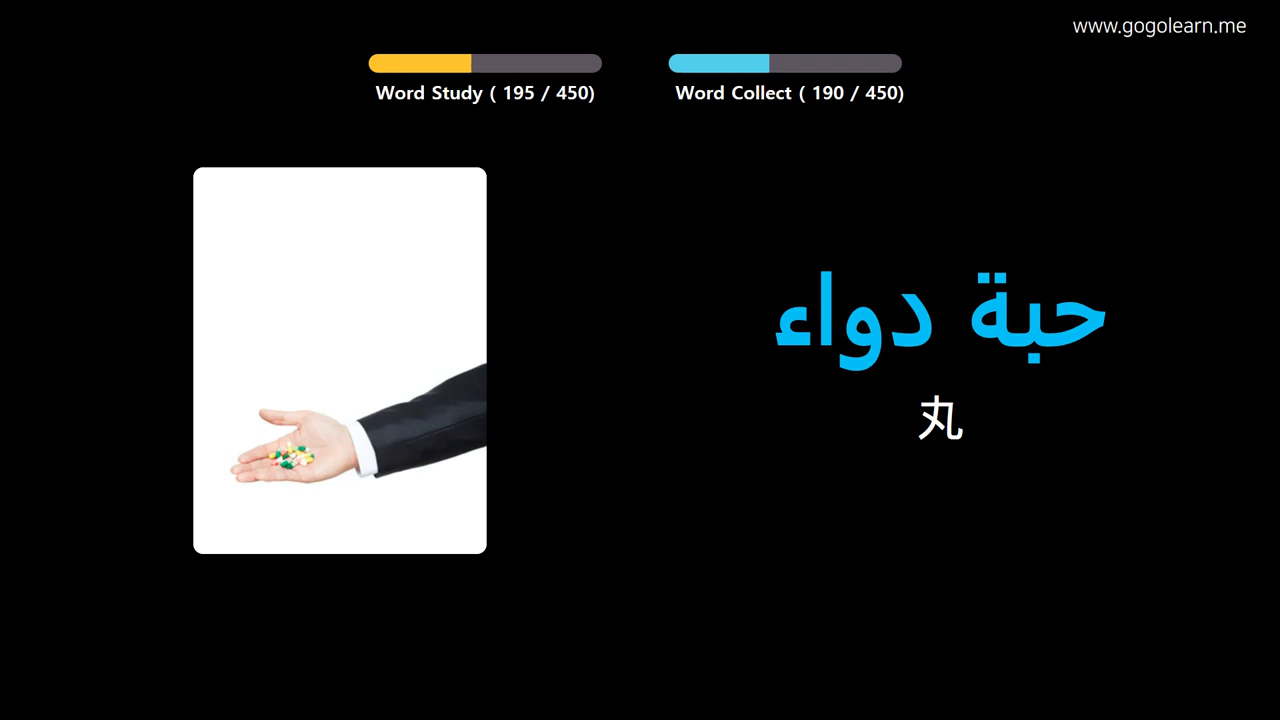 www.gogolearn.me
Word Study ( 195 / 450)
Word Collect ( 190 / 450)
حبة دواء
丸